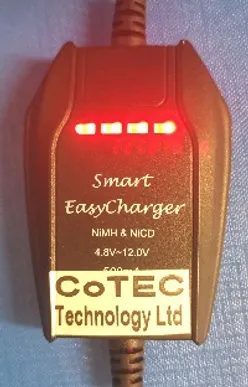 Smart
EasyCharger
NiMH & NiCD
4.8V~12.0V
CoTEC
Technology Ltd